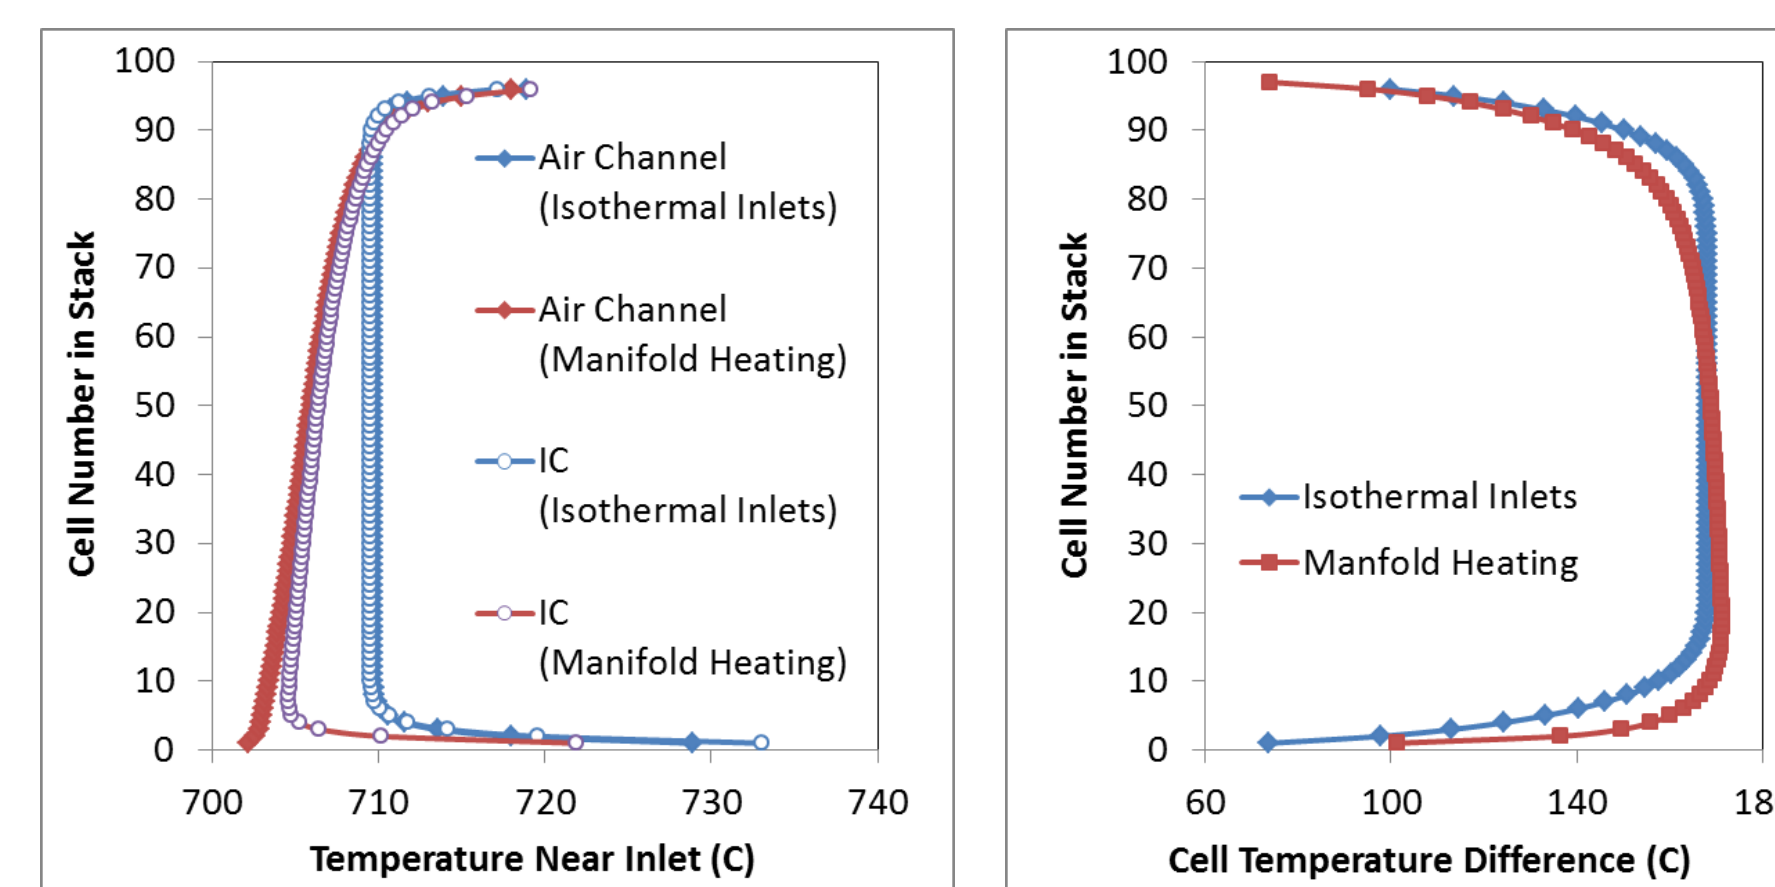 100
90
80
70
60
50
40
30
20
10
0
Cell Number in Stack
Air Channel
(Isothermal Inlets)
Air Channel
(Manifold Heating)
IC
(Isothermal Inlets)
IC
(Manifold Heating)
700 710 720 730 740
Temperature Near Inlet (C)
100
90
80
70
60
50
40
30
20
10
0
Cell Number in Stack
Isothermal Inlets
Manfold Heating
60 100 140 18
Cell Temperature Difference (C)